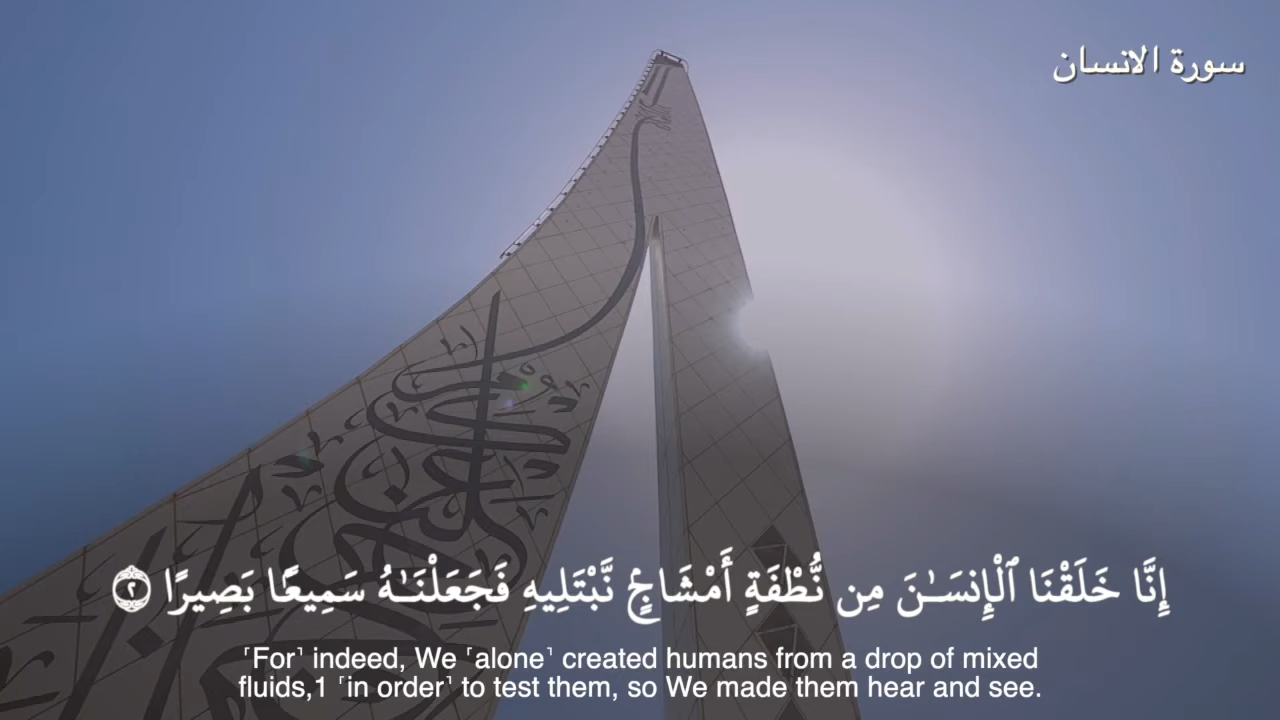 سورة الانسان
إِنَّا خَلَقْنَا ٱلْإِنسَـٰنَ مِن نُّطْفَةٍ أَمْشَاجٍۢ نَّبْتَلِيهِ فَجَعَلْنَـٰهُ سَمِيعًۢا بَصِيرًا ٢
˹For˺ indeed, We ˹alone˺ created humans from a drop of mixed
fluids,1 ˹in order˺ to test them, so We made them hear and see.